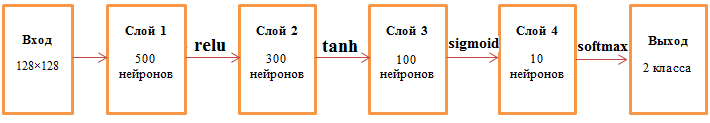 Вход
128×128
Слой 1
500
нейронов
relu
Слой 2
300
нейронов
tanh
Слой 3
100
нейронов
sigmoid
Слой 4
10
нейронов
softmax
Выход
2 класса